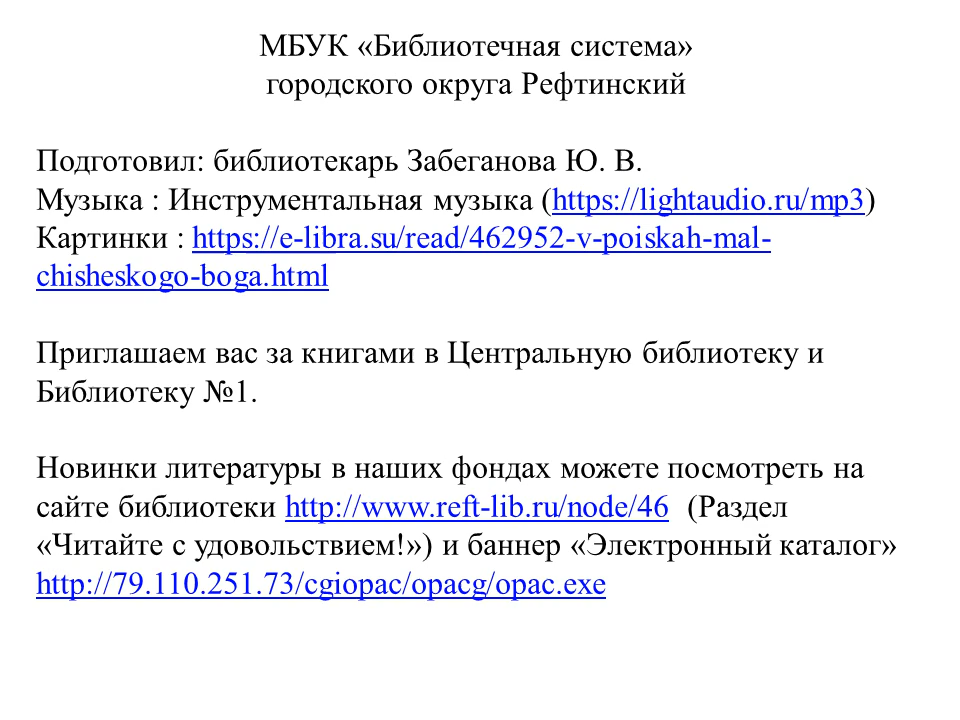 МБУК «Библиотечная система»
городского округа Рефтинский
Подготовил: библиотекарь Забеганова Ю. В.
Музыка : Инструментальная музыка (https://lightaudio.ru/mp3)
Картинки : https://e-libra.su/read/462952-v-poiskah-mal-
chisheskogo-boga.html
Приглашаем вас за книгами в Центральную библиотеку и
Библиотеку №1.
Новинки литературы в наших фондах можете посмотреть на
сайте библиотеки http://www.reft-lib.ru/node/46 (Раздел
«Читайте с удовольствием!») и баннер «Электронный каталог»
http://79.110.251.73/cgiopac/opacg/opac.exe